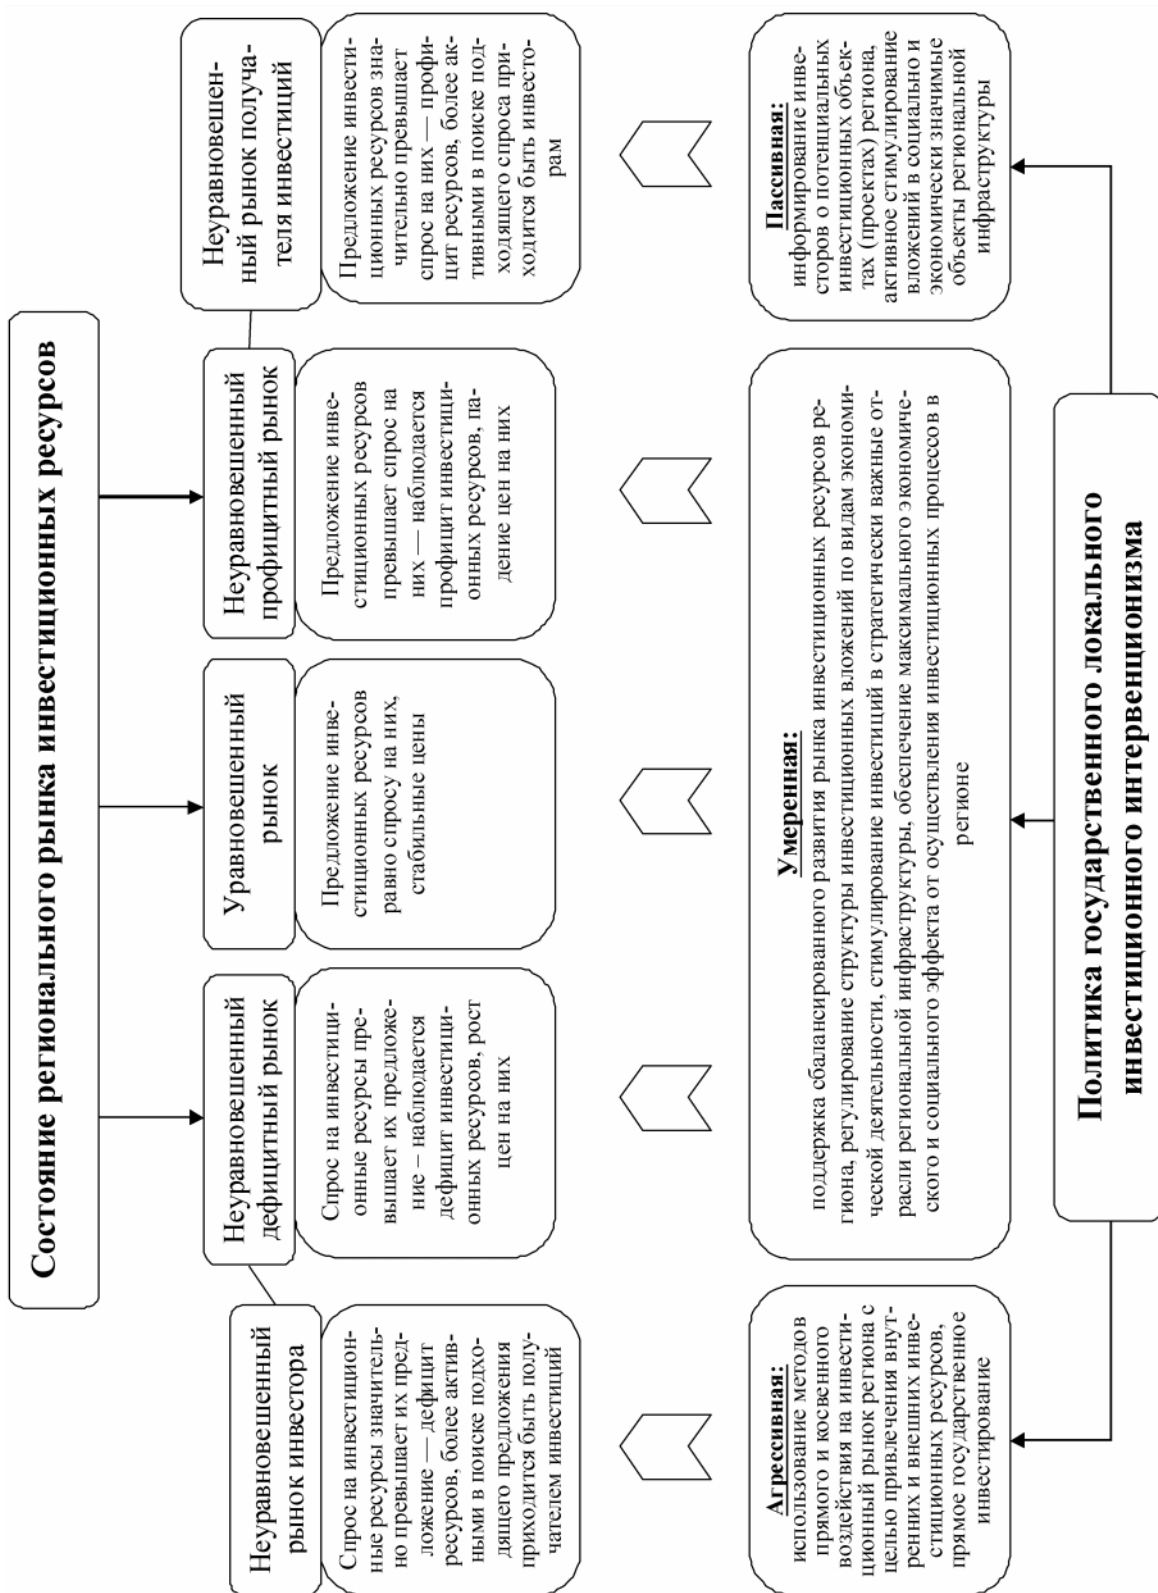 Состояние регионального рынка инвестиционных ресурсов
Неуравновешенный
рынок инвестора
Спрос на инвестицион-
ные ресурсы значитель-
но превышает их пред-
ложение — дефицит
ресурсов, более актив-
ными в поиске подхо-
дящего предложения
приходится быть полу-
чателем инвестиций
Неуравновешенный
дефицитный рынок
Спрос на инвестици-
онные ресурсы пре-
вышает их предложе-
ние – наблюдается
дефицит инвестици-
онных ресурсов, рост
цен на них
Уравновешенный
рынок
Предложение инве-
стиционных ресурсов
равно спросу на них,
стабильные цены
Неуравновешенный
профицитный рынок
Предложение инве-
стиционных ресурсов
превышает спрос на
них — наблюдается
профицит инвестици-
онных ресурсов, па-
дение цен на них
Неуравновешен-
ный рынок получа-
теля инвестиций
Предложение инвести-
ционных ресурсов зна-
чительно превышает
спрос на них — профи-
цит ресурсов, более ак-
тивными в поиске под-
ходящего спроса при-
ходится быть инвесто-
рам
Агрессивная:
использование методов
прямого и косвенного
воздействия на инвести-
ционный рынок региона с
целью привлечения внут-
ренних и внешних инве-
стиционных ресурсов,
прямое государственное
инвестирование
Умеренная:
поддержка сбалансированного развития рынка инвестиционных ресурсов ре-
гиона, регулирование структуры инвестиционных вложений по видам экономи-
ческой деятельности, стимулирование инвестиций в стратегически важные от-
расли региональной инфраструктуры, обеспечение максимального экономиче-
ского и социального эффекта от осуществления инвестиционных процессов в
регионе
Пассивная:
информирование инве-
сторов о потенциальных
инвестиционных объек-
тах (проектах) региона,
активное стимулирование
вложений в социально и
экономически значимые
объекты региональной
инфраструктуры
Политика государственного локального
инвестиционного интервенционизма